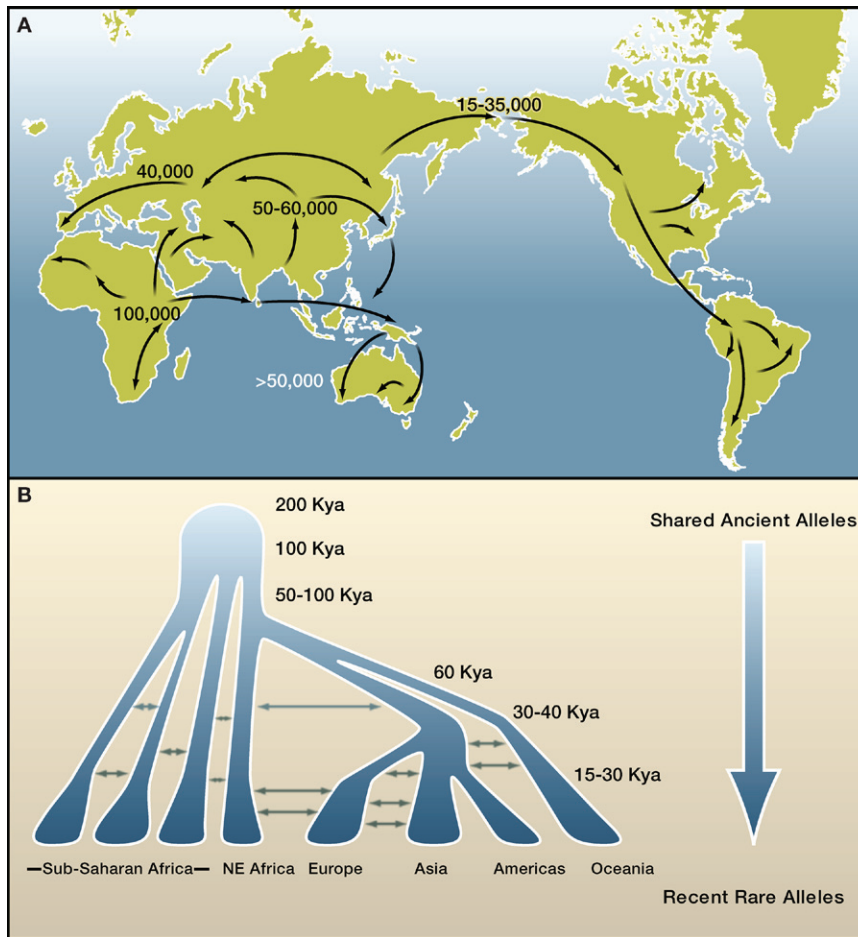 A
15-35,000
40,000
50-60,000
100,000
>50,000
B
200 Kya
Shared Ancient Alleles
100 Kya
50-100 Kya
60 Kya
30-40 Kya
15-30 Kya
Sub-Saharan Africa
NE Africa
Europe
Asia
Americas
Oceania
Recent Rare Alleles